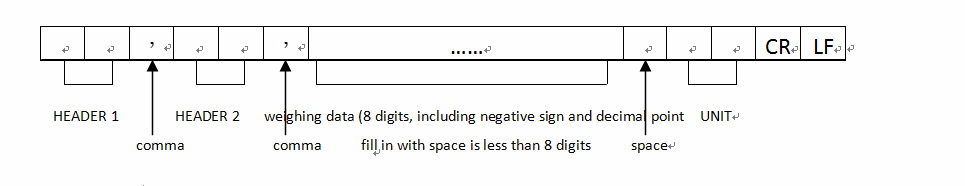 , , …… CR LF
HEADER 1 HEADER 2 weighing data (8 digits, including negative sign and decimal point UNIT
comma comma fill in with space is less than 8 digits space